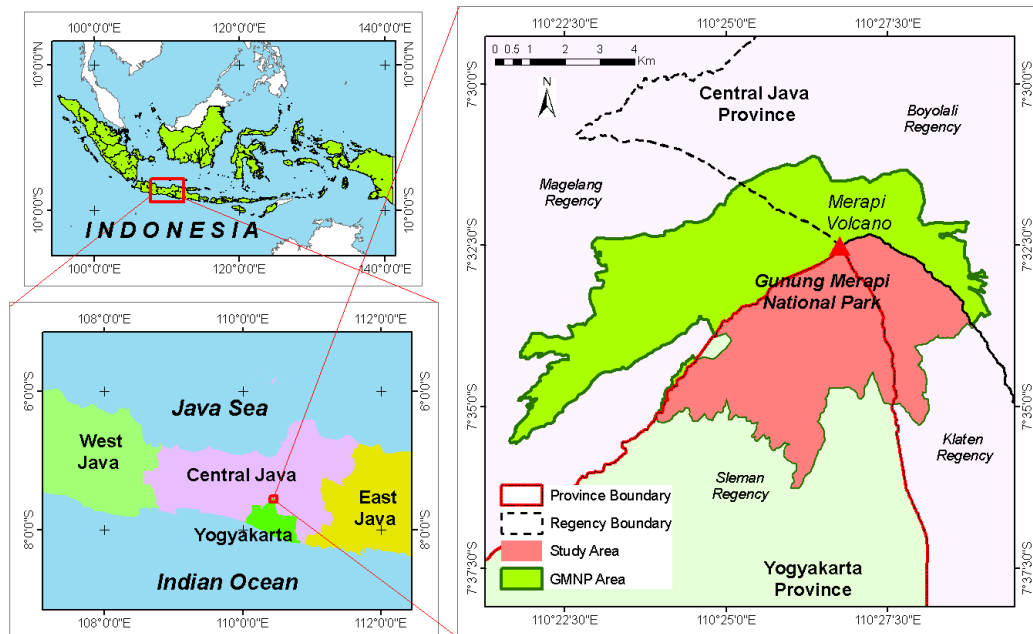 100°0'0"E 120°0'0"E 140°0'0"E
10°0'0"N
10°0'0"N
10°0'0"S
10°0'0"S
INDONESIA
100°0'0"E 120°0'0"E 140°0'0"E
108°0'0"E 110°0'0"E 112°0'0"E
6°0'0"S
6°0'0"S
8°0'0"S
8°0'0"S
Java Sea
West
Java
Central Java
East
Java
Yogyakarta
Indian Ocean
108°0'0"E 110°0'0"E 112°0'0"E
110°22'30"E 110°25'0"E 110°27'30"E
0 0.5 1 2 3 4
Km
N
7°30'0"S
7°30'0"S
Central Java
Province
Boyolali
Regency
Magelang
Regency
Merapi
Volcano
7°32'30"S
7°32'30"S
Gunung Merapi
National Park
7°35'0"S
7°35'0"S
Klaten
Regency
Sleman
Regency
Province Boundary
Regency Boundary
Study Area
GMNP Area
7°37'30"S
7°37'30"S
Yogyakarta
Province
110°22'30"E 110°25'0"E 110°27'30"E